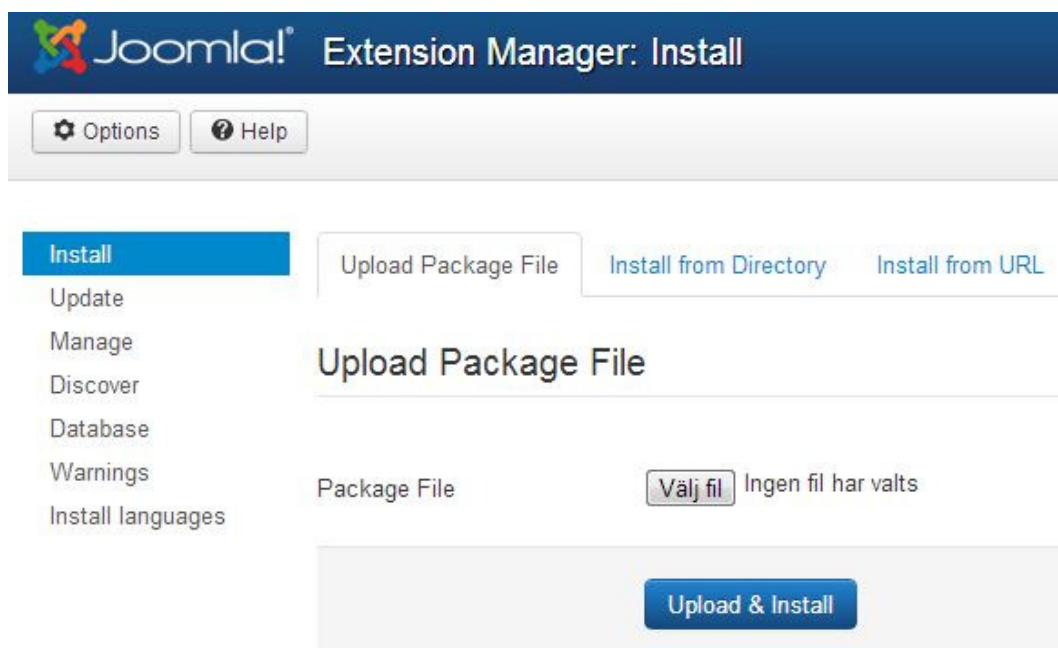 Joomla!® Extension Manager: Install
Options Help
Install
Update
Manage
Discover
Database
Warnings
Install languages
Upload Package File Install from Directory Install from URL
Upload Package File
Package File Välj fil Ingen fil har valts
Upload & Install